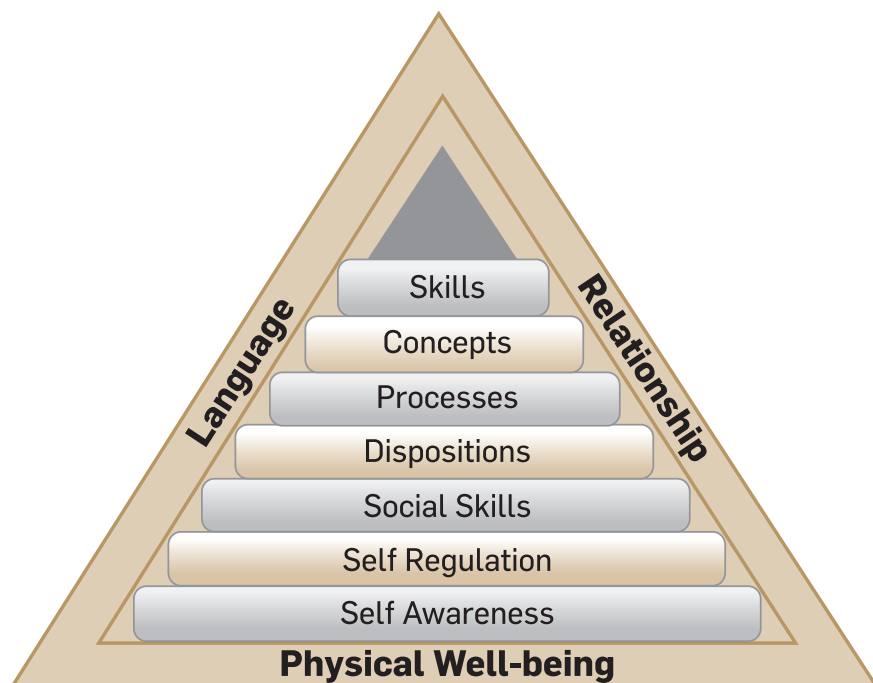 Skills
Concepts
Processes
Dispositions
Social Skills
Self Regulation
Self Awareness
Language
Relationship
Physical Well-being